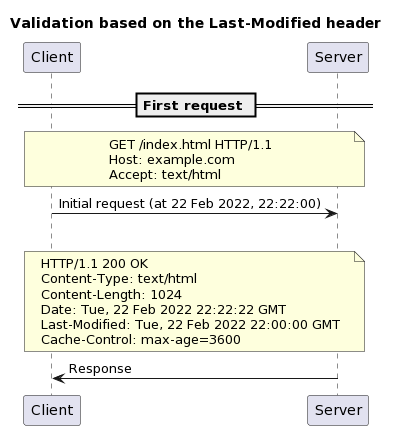 Validation based on the Last-Modified header
Client
Server
First request
GET /index.html HTTP/1.1
Host: example.com
Accept: text/html
Initial request (at 22 Feb 2022, 22:22:00)
HTTP/1.1 200 OK
Content-Type: text/html
Content-Length: 1024
Date: Tue, 22 Feb 2022 22:22:22 GMT
Last-Modified: Tue, 22 Feb 2022 22:00:00 GMT
Cache-Control: max-age=3600
Response
Client
Server